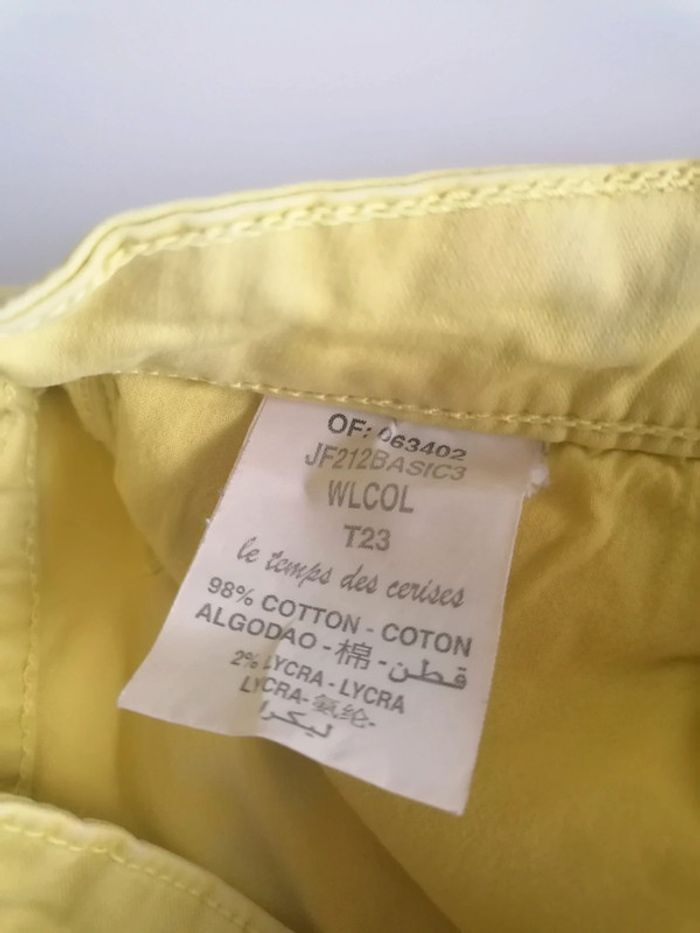 OF: 063402
JF212BASIC3
WLCOL
T23
le temps des cerises
98% COTTON - COTON
ALGODAO - 棉 - قطن
2% LYCRA - LYCRA
LYCRA- 氨纶-
ليكرا